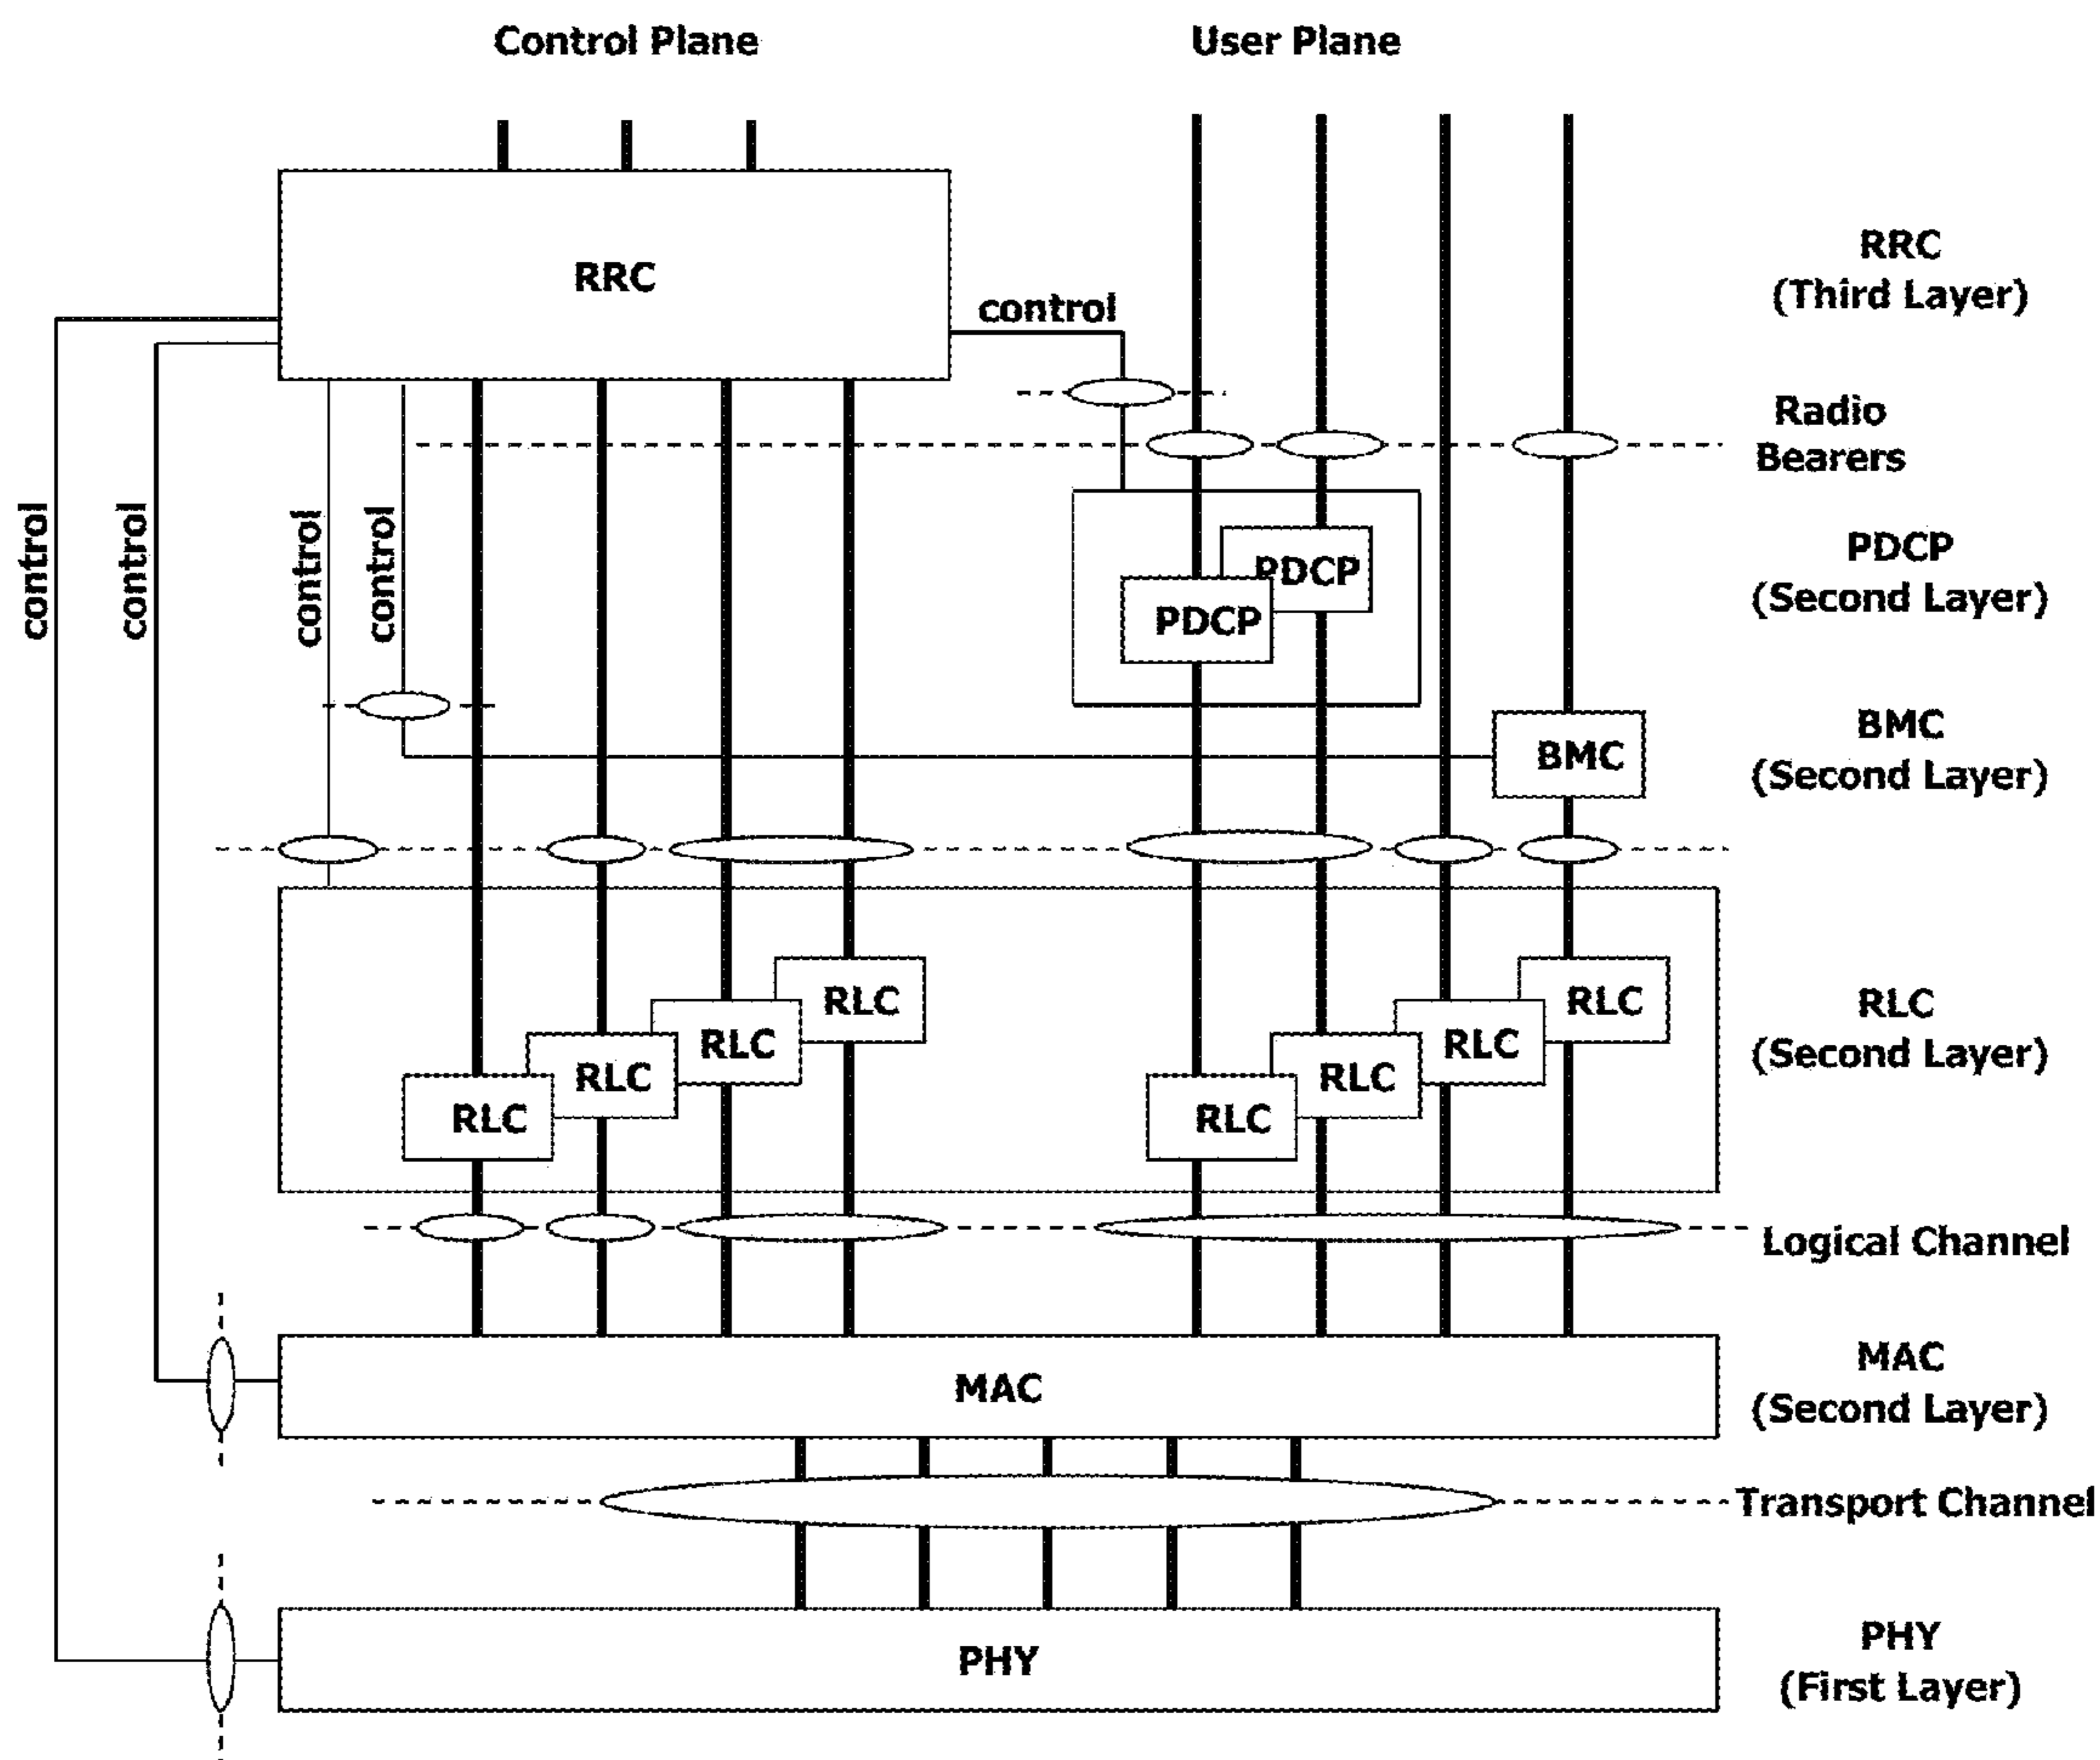 Control Plane
User Plane
RRC
control
RRC
(Third Layer)
Radio
Bearers
control
control
control
control
PDCP
PDCP
PDCP
(Second Layer)
BMC
BMC
(Second Layer)
RLC
RLC
RLC
RLC
RLC
RLC
RLC
RLC
RLC
(Second Layer)
Logical Channel
MAC
MAC
(Second Layer)
Transport Channel
PHY
PHY
(First Layer)